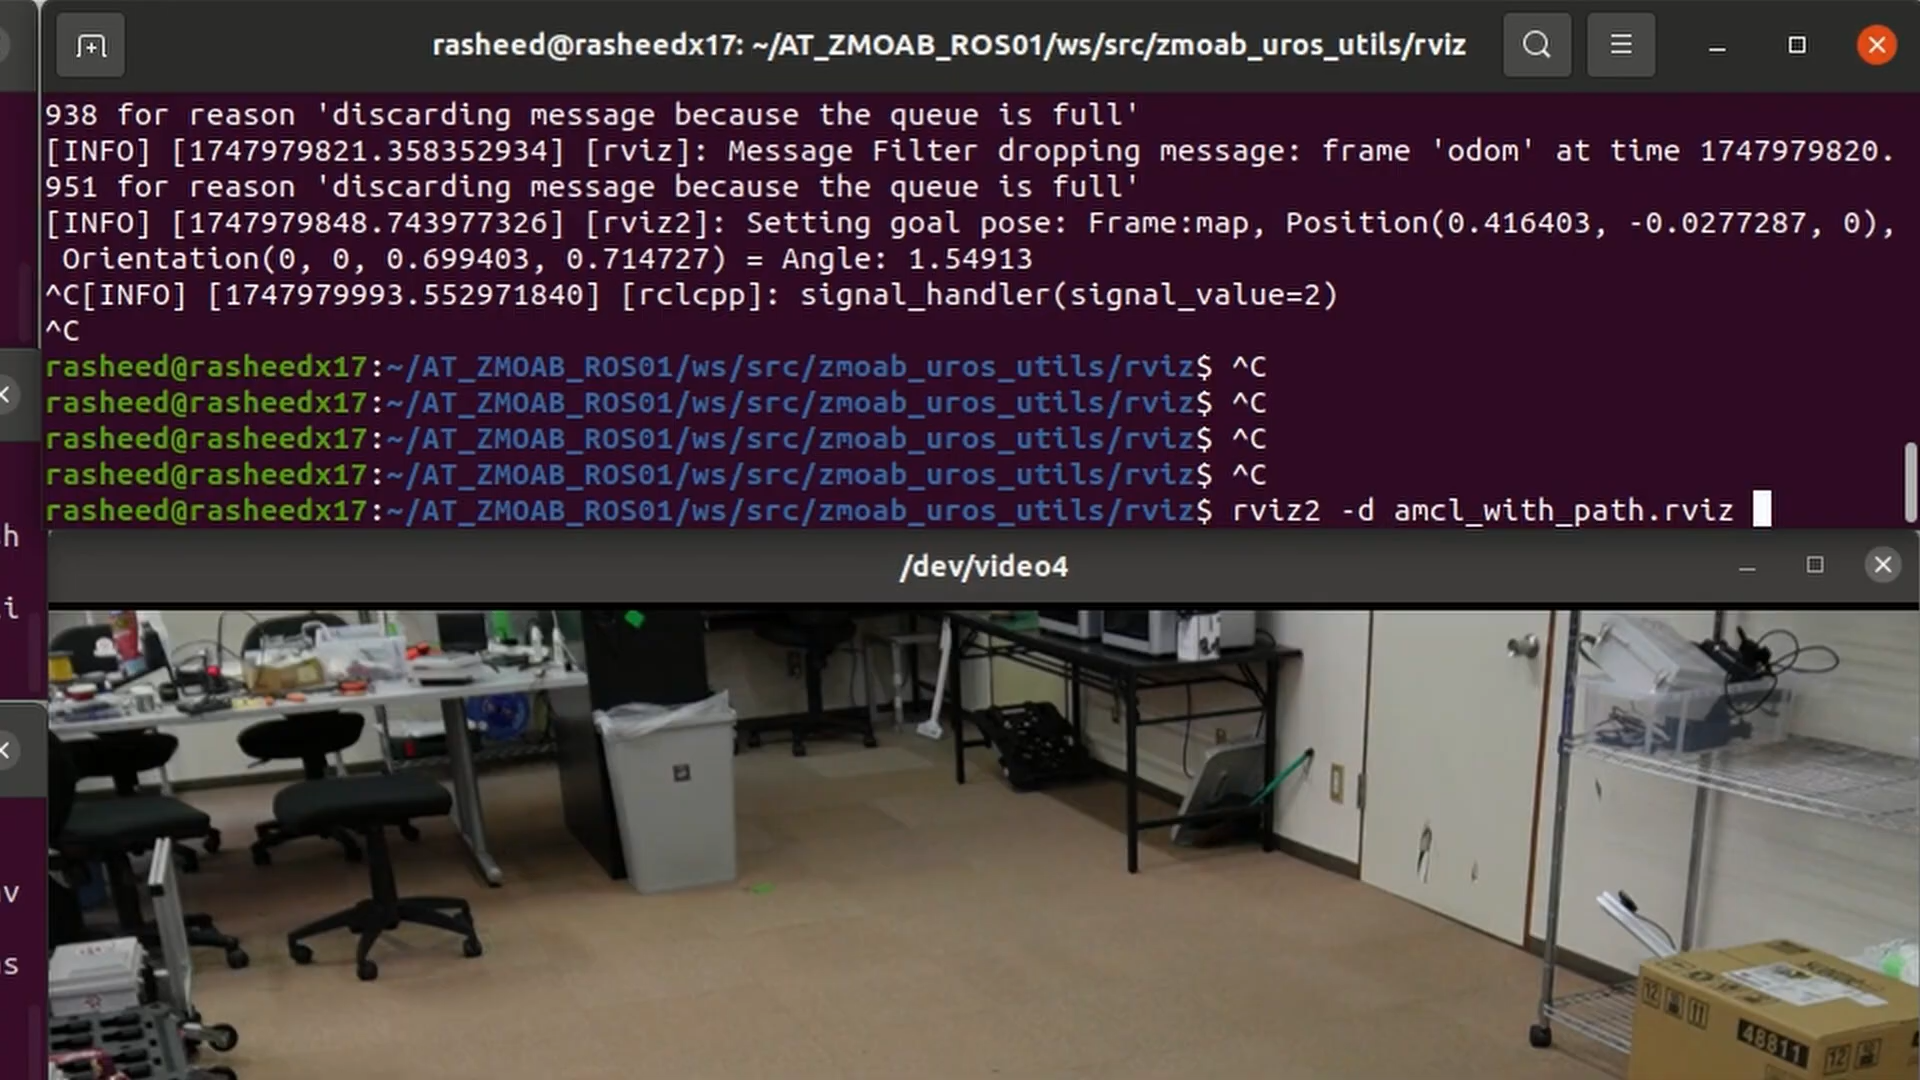 rasheed@rasheedx17: ~/AT_ZMOAB_ROS01/ws/src/zmoab_uros_utils/rviz
938 for reason 'discarding message because the queue is full'
[INFO] [1747979821.358352934] [rviz]: Message Filter dropping message: frame 'odom' at time 1747979820.
951 for reason 'discarding message because the queue is full'
[INFO] [1747979848.743977326] [rviz2]: Setting goal pose: Frame:map, Position(0.416403, -0.0277287, 0),
Orientation(0, 0, 0.699403, 0.714727) = Angle: 1.54913
^C[INFO] [1747979993.552971840] [rclcpp]: signal_handler(signal_value=2)
^C
rasheed@rasheedx17:~/AT_ZMOAB_ROS01/ws/src/zmoab_uros_utils/rviz$ ^C
rasheed@rasheedx17:~/AT_ZMOAB_ROS01/ws/src/zmoab_uros_utils/rviz$ ^C
rasheed@rasheedx17:~/AT_ZMOAB_ROS01/ws/src/zmoab_uros_utils/rviz$ ^C
rasheed@rasheedx17:~/AT_ZMOAB_ROS01/ws/src/zmoab_uros_utils/rviz$ ^C
rasheed@rasheedx17:~/AT_ZMOAB_ROS01/ws/src/zmoab_uros_utils/rviz$ rviz2 -d amcl_with_path.rviz
/dev/video4
48811